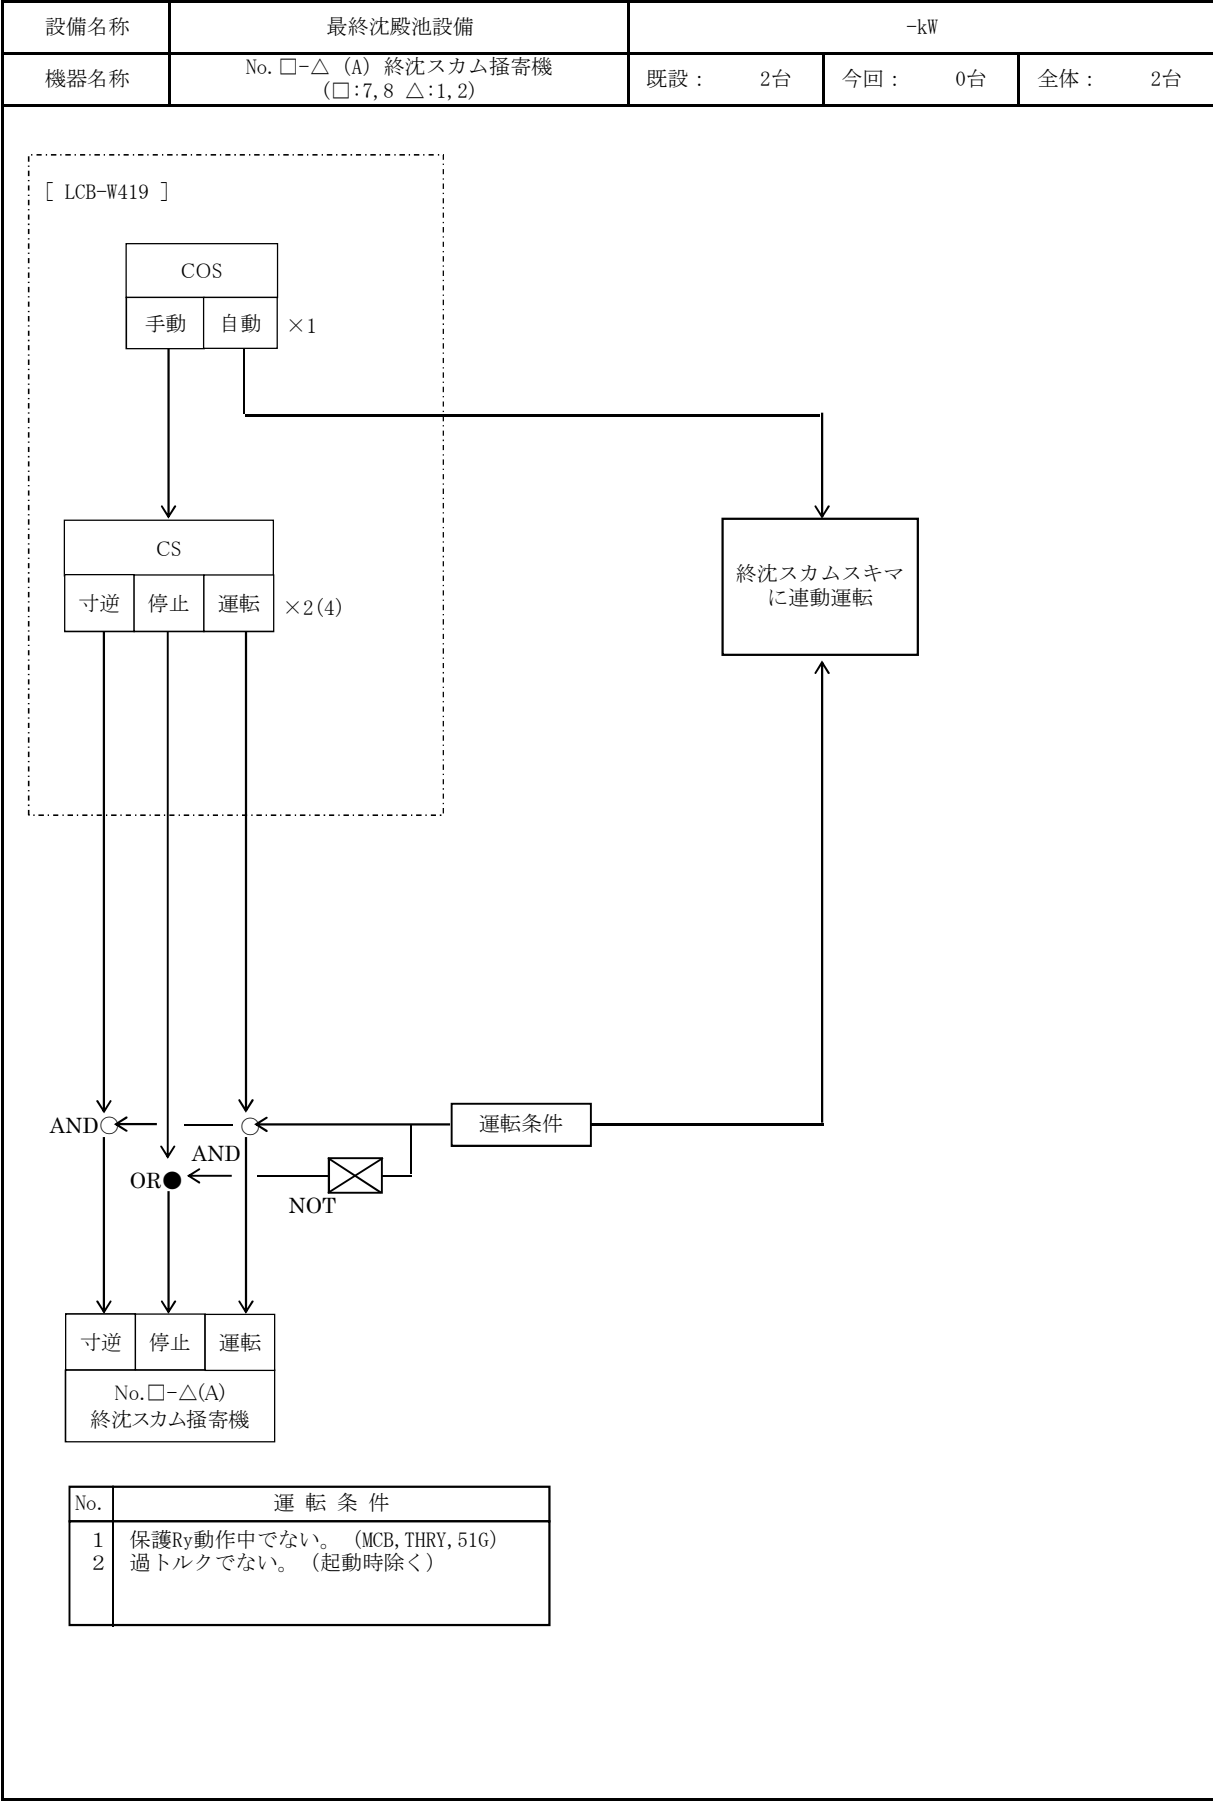 設備名称
最終沈殿池設備
-kW
機器名称
No.□-△ (A) 終沈スカム掻寄機
(□:7,8 △:1,2)
既設： 2台
今回： 0台
全体： 2台
[ LCB-W419 ]
COS
手動 自動 ×1
CS
寸逆 停止 運転 ×2(4)
終沈スカムスキマ
に連動運転
AND
運転条件
AND
OR
NOT
寸逆 停止 運転
No.□-△(A)
終沈スカム掻寄機
No. 運 転 条 件
1 保護Ry動作中でない。 (MCB,THRY,51G)
2 過トルクでない。 (起動時除く)